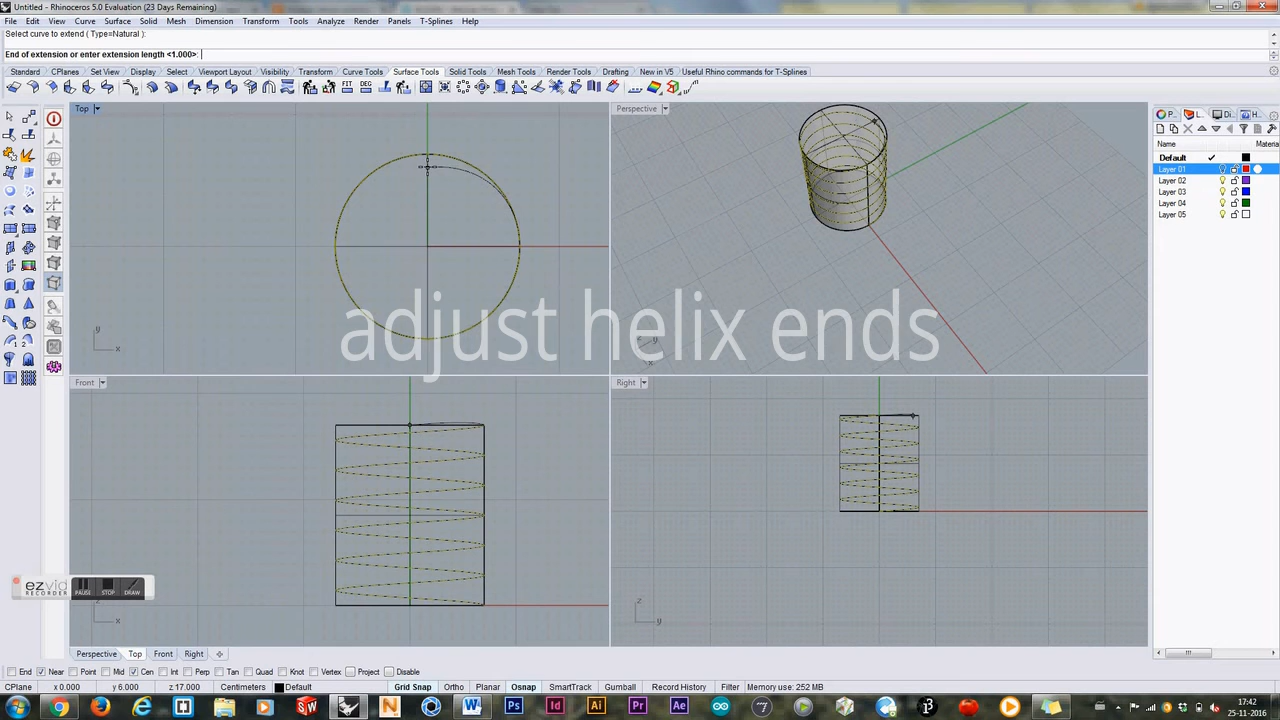 Untitled - Rhinoceros 5.0 Evaluation (23 Days Remaining)
File Edit View Curve Surface Solid Mesh Dimension Transform Tools Analyze Render Panels T-Splines Help
Select curve to extend ( Type=Natural ):
End of extension or enter extension length <1.000>:
Standard CPlanes Set View Display Select Viewport Layout Visibility Transform Curve Tools Surface Tools Solid Tools Mesh Tools Render Tools Drafting New in V5 Useful Rhino commands for T-Splines
Top
Perspective
Name Materia
Default
Layer 01
Layer 02
Layer 03
Layer 04
Layer 05
adjust helix ends
y
x
y
x
Front
Right
ezvid
RECORDER
PAUSE STOP DRAW
z
x
z
y
Perspective Top Front Right
End Near Point Mid Cen Int Perp Tan Quad Knot Vertex Project Disable
CPlane x 0.000 y 6.000 z 17.000 Centimeters Default Grid Snap Ortho Planar Osnap SmartTrack Gumball Record History Filter Memory use: 252 MB
17:42
25-11-2016